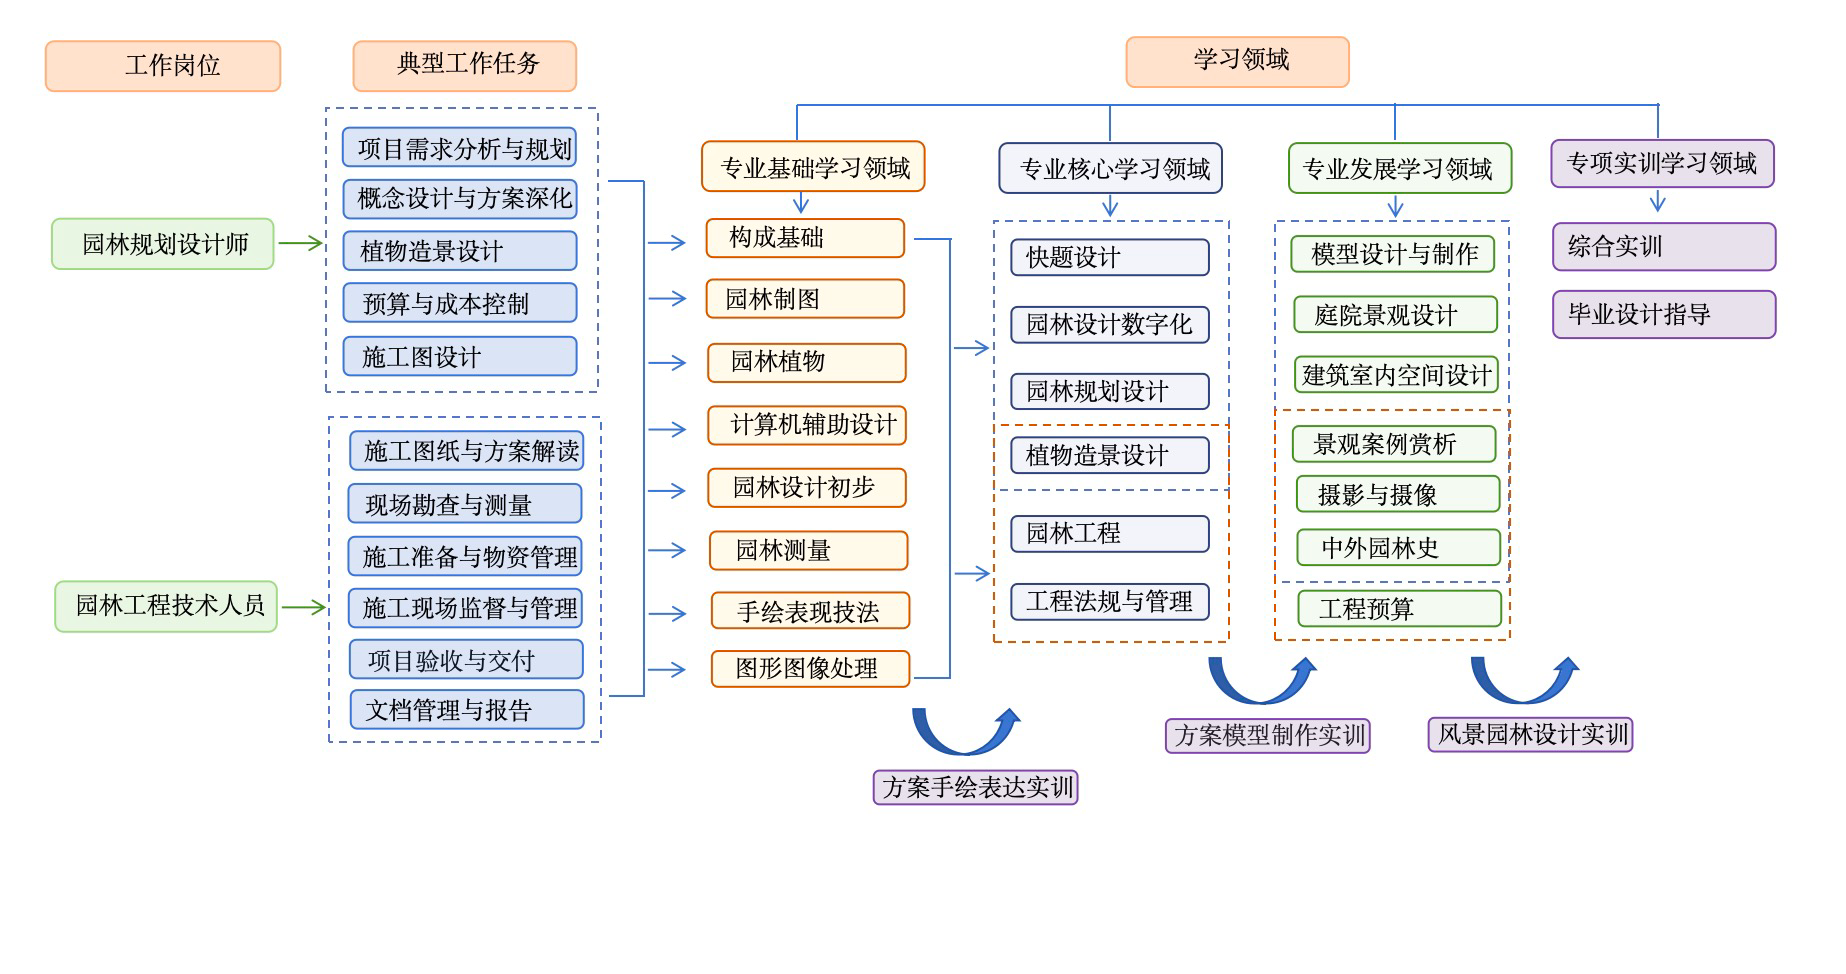 工作岗位
典型工作任务
学习领域
园林规划设计师
项目需求分析与规划
概念设计与方案深化
植物造景设计
预算与成本控制
施工图设计
园林工程技术人员
施工图纸与方案解读
现场勘查与测量
施工准备与物资管理
施工现场监督与管理
项目验收与交付
文档管理与报告
专业基础学习领域
构成基础
园林制图
园林植物
计算机辅助设计
园林设计初步
园林测量
手绘表现技法
图形图像处理
专业核心学习领域
快题设计
园林设计数字化
园林规划设计
植物造景设计
园林工程
工程法规与管理
专业发展学习领域
模型设计与制作
庭院景观设计
建筑室内空间设计
景观案例赏析
摄影与摄像
中外园林史
工程预算
专项实训学习领域
综合实训
毕业设计指导
方案手绘表达实训
方案模型制作实训
风景园林设计实训